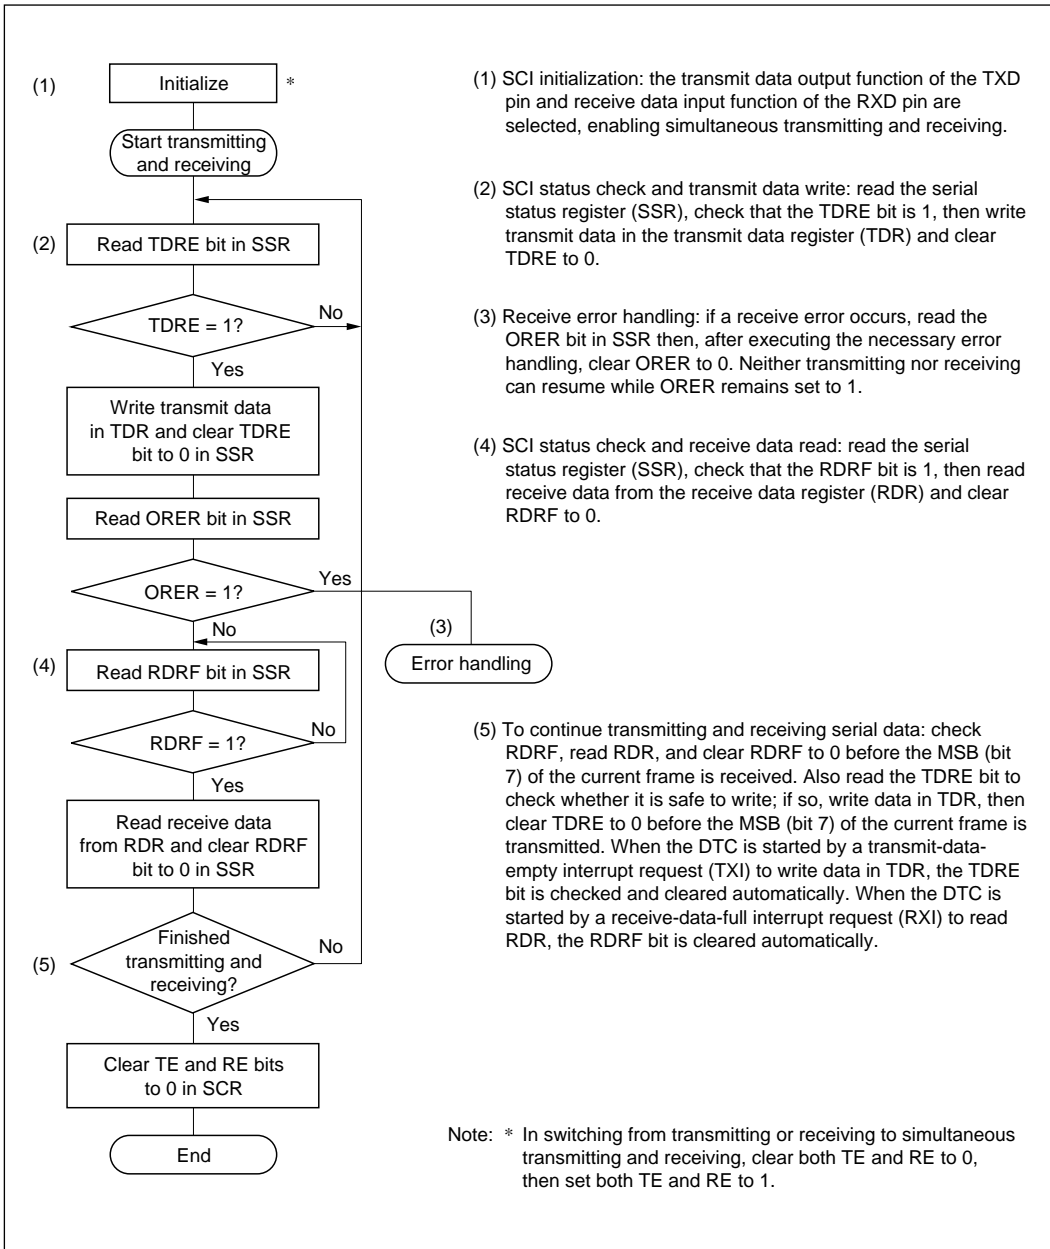 (1)
Initialize
*
Start transmitting
and receiving
(2)
Read TDRE bit in SSR
TDRE = 1?
No
Yes
Write transmit data
in TDR and clear TDRE
bit to 0 in SSR
Read ORER bit in SSR
ORER = 1?
Yes
No
(3)
Error handling
(4)
Read RDRF bit in SSR
RDRF = 1?
No
Yes
Read receive data
from RDR and clear RDRF
bit to 0 in SSR
(5)
Finished
transmitting and
receiving?
No
Yes
Clear TE and RE bits
to 0 in SCR
End
(1) SCI initialization: the transmit data output function of the TXD
pin and receive data input function of the RXD pin are
selected, enabling simultaneous transmitting and receiving.
(2) SCI status check and transmit data write: read the serial
status register (SSR), check that the TDRE bit is 1, then write
transmit data in the transmit data register (TDR) and clear
TDRE to 0.
(3) Receive error handling: if a receive error occurs, read the
ORER bit in SSR then, after executing the necessary error
handling, clear ORER to 0. Neither transmitting nor receiving
can resume while ORER remains set to 1.
(4) SCI status check and receive data read: read the serial
status register (SSR), check that the RDRF bit is 1, then read
receive data from the receive data register (RDR) and clear
RDRF to 0.
(5) To continue transmitting and receiving serial data: check
RDRF, read RDR, and clear RDRF to 0 before the MSB (bit
7) of the current frame is received. Also read the TDRE bit to
check whether it is safe to write; if so, write data in TDR, then
clear TDRE to 0 before the MSB (bit 7) of the current frame is
transmitted. When the DTC is started by a transmit-data-
empty interrupt request (TXI) to write data in TDR, the TDRE
bit is checked and cleared automatically. When the DTC is
started by a receive-data-full interrupt request (RXI) to read
RDR, the RDRF bit is cleared automatically.
Note: * In switching from transmitting or receiving to simultaneous
transmitting and receiving, clear both TE and RE to 0,
then set both TE and RE to 1.